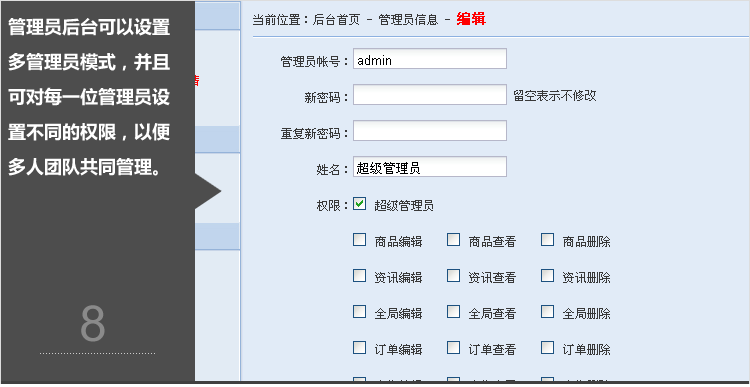 管理员后台可以设置
多管理员模式，并且
可对每一位管理员设
置不同的权限，以便
多人团队共同管理。
8
当前位置：后台首页 - 管理员信息 - 编辑
管理员帐号： admin
新密码： 留空表示不修改
重复新密码：
姓名： 超级管理员
权限： 超级管理员
商品编辑 商品查看 商品删除
资讯编辑 资讯查看 资讯删除
全局编辑 全局查看 全局删除
订单编辑 订单查看 订单删除